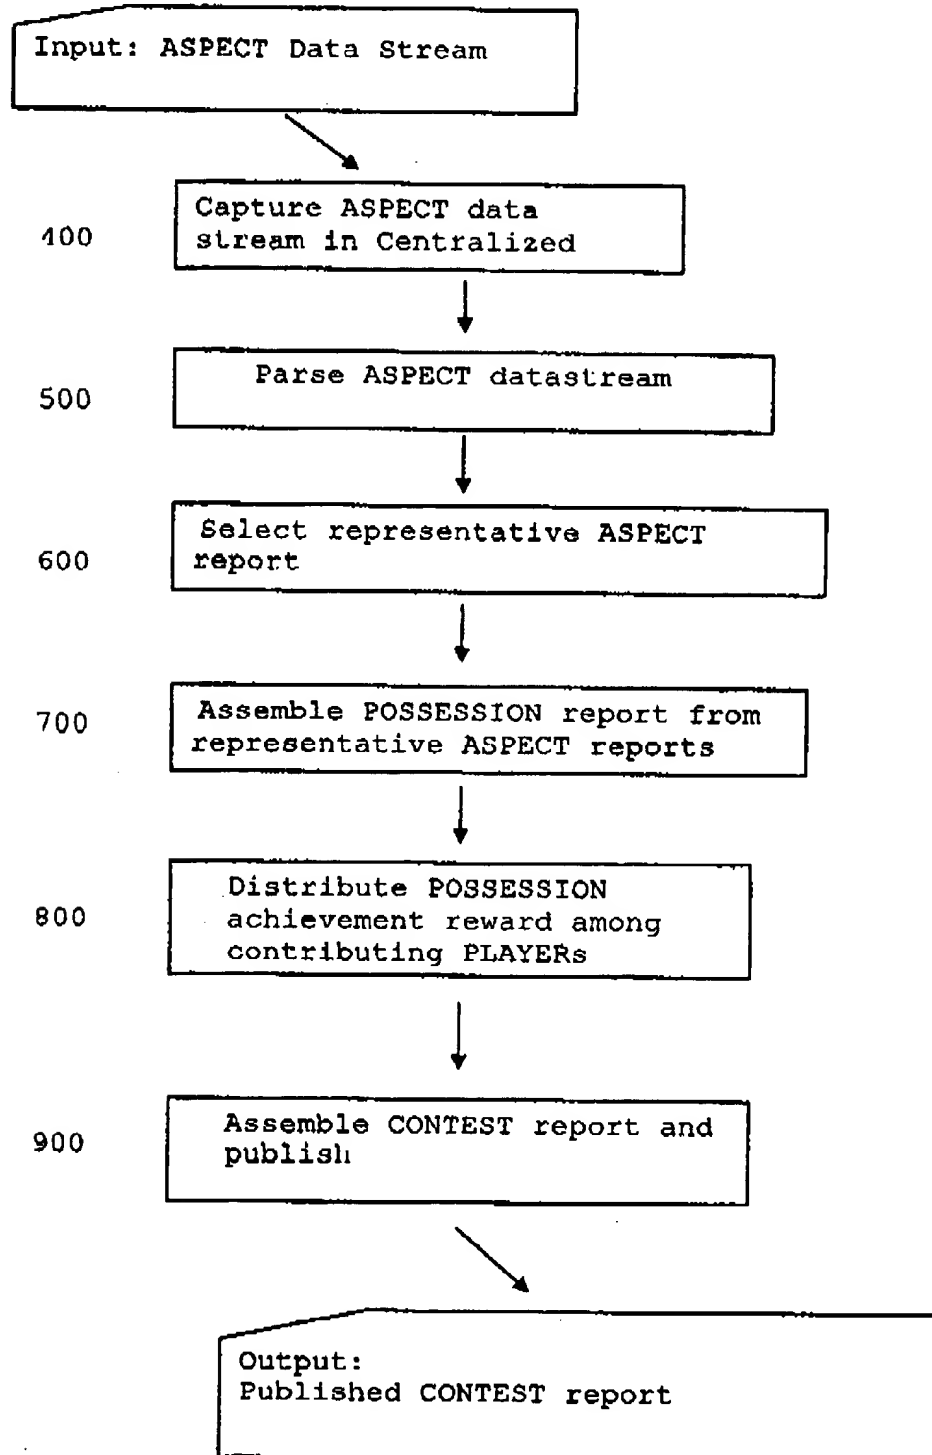 Input: ASPECT Data Stream
Capture ASPECT data
400
stream in Centralized
Parse ASPECT datastream
500
Select representative ASPECT
600
report
Assemble POSSESSION report from
700
representative ASPECT reports
Distribute POSSESSION
800
achievement reward among
contributing PLAYERs
Assemble CONTEST report and
900
publish
Output:
Published CONTEST report